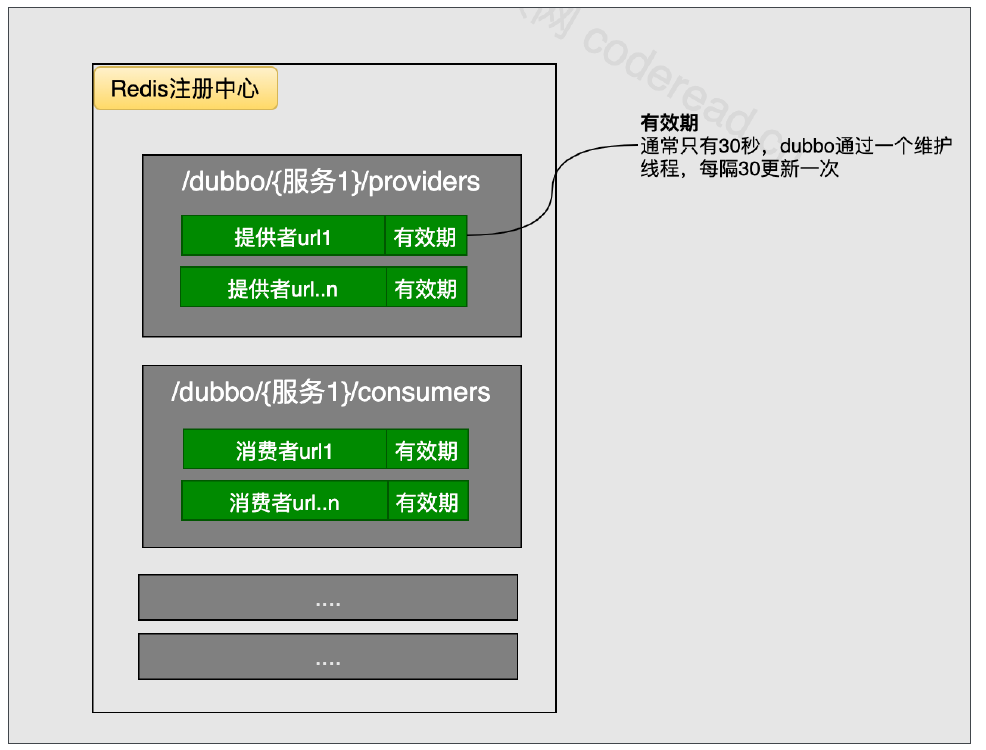 网 coderead.c
Redis注册中心
有效期
通常只有30秒，dubbo通过一个维护
线程，每隔30更新一次
/dubbo/{服务1}/providers
提供者url1 有效期
提供者url..n 有效期
/dubbo/{服务1}/consumers
消费者url1 有效期
消费者url..n 有效期
....
....